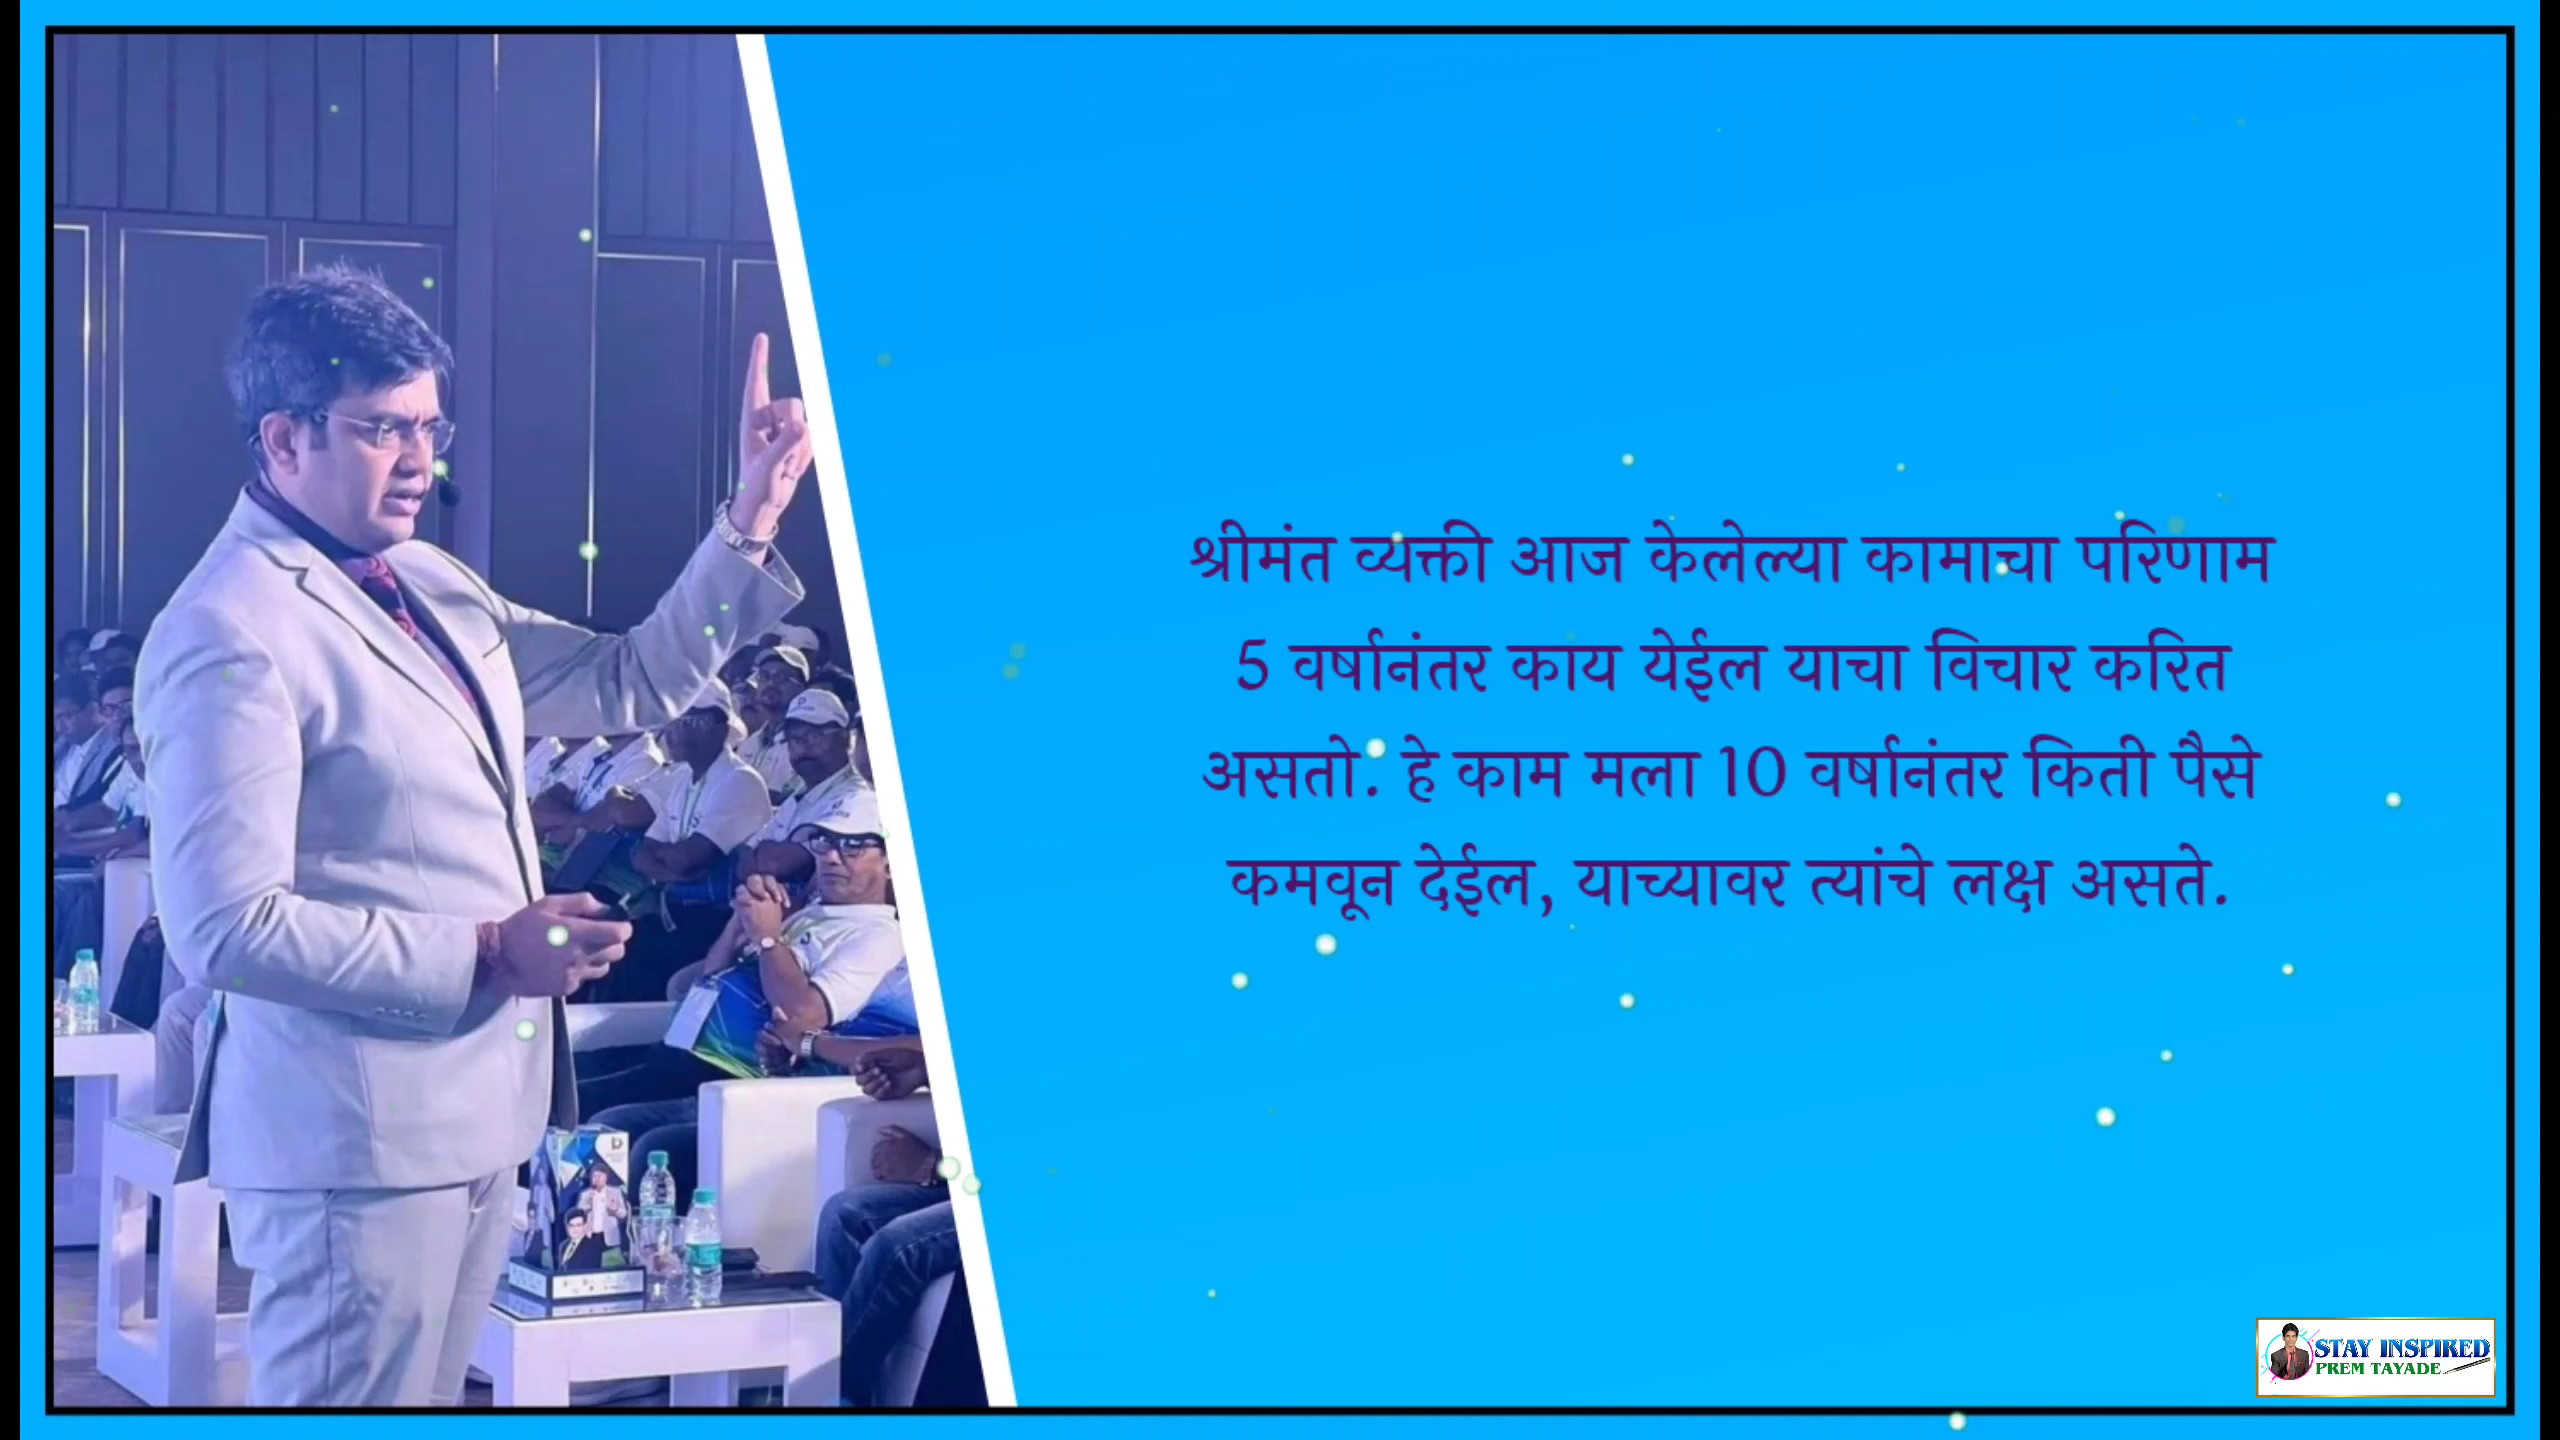 श्रीमंत व्यक्ती आज केलेल्या कामाचा परिणाम
5 वर्षानंतर काय येईल याचा विचार करित
असतो. हे काम मला 10 वर्षानंतर किती पैसे
कमवून देईल, याच्यावर त्यांचे लक्ष असते.
STAY INSPIRED
PREM TAYADE